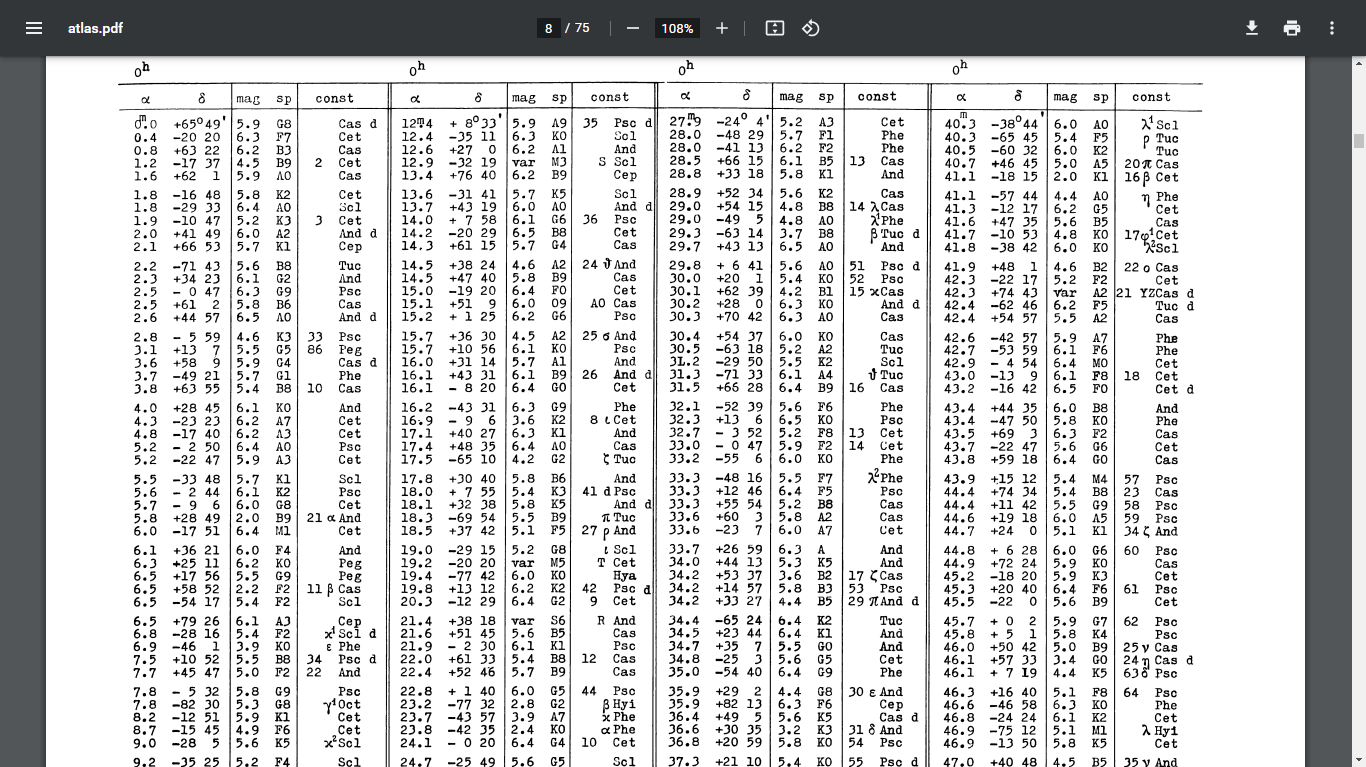 atlas.pdf
8 / 75
108%
0h
α δ mag sp const
0m.0 +65°49' 5.9 G8 Cas d
0.4 -20 20 6.3 F7 Cet
0.8 +63 22 6.2 B3 Cas
1.2 -17 37 4.5 B9 2 Cet
1.6 +62 1 5.9 A0 Cas
1.8 -16 48 5.8 K2 Cet
1.8 -29 33 6.4 A0 Scl
1.9 -10 47 5.2 K3 3 Cet
2.0 +41 49 6.0 A2 And d
2.1 +66 53 5.7 K1 Cep
2.2 -71 43 5.6 B8 Tuc
2.5 +34 23 6.1 G2 And
2.5 - 0 47 6.3 G9 Psc
2.5 +61 2 5.8 B6 Cas
2.6 +44 57 6.5 A0 And d
2.8 - 5 59 4.6 K3 33 Psc
3.1 +13 7 5.5 G5 86 Peg
3.6 +58 9 5.9 G4 Cas d
3.7 -49 21 5.7 G1 Phe
3.8 +63 55 5.4 B8 10 Cas
4.0 +28 45 6.1 K0 And
4.3 -23 23 6.2 A7 Cet
4.8 -17 40 6.2 A3 Cet
5.2 - 2 50 6.4 A0 Psc
5.2 -22 47 5.9 A3 Cet
5.5 -33 48 5.7 K1 Scl
5.6 - 2 44 6.1 K2 Psc
5.7 - 9 6 6.0 G8 Cet
5.8 +28 49 2.0 B9 21 α And
6.0 -17 51 6.4 M1 Cet
6.1 +36 21 6.0 F4 And
6.3 +25 11 6.2 K0 Peg
6.5 +17 56 5.5 G9 Peg
6.5 +58 52 2.2 F2 11 β Cas
6.5 -54 17 5.4 F2 Scl
6.5 +79 26 6.1 A3 Cep
6.8 -28 16 5.4 F2 ϰ1 Scl d
6.9 -46 1 3.9 K0 ε Phe
7.5 +10 52 5.5 B8 34 Psc d
7.7 +45 47 5.0 F2 22 And
7.8 - 5 32 5.8 G9 Psc
7.8 -82 30 5.3 G8 γ1 Oct
8.2 -12 51 5.9 K1 Cet
8.7 -15 45 4.9 F6 Cet
9.0 -28 5 5.6 K5 ϰ2 Scl
9.2 -35 25 5.2 F4 Scl
0h
α δ mag sp const
12m4 + 8°33' 5.9 A9 35 Psc d
12.4 -35 11 6.3 K0 Scl
12.6 +27 0 6.2 A1 And
12.9 -32 19 var M3 S Scl
13.4 +76 40 6.2 B9 Cep
13.6 -31 41 5.7 K5 Scl
13.7 +43 19 6.0 A0 And d
14.0 + 7 58 6.1 G6 36 Psc
14.2 -20 29 6.5 B8 Cet
14.3 +61 15 5.7 G4 Cas
14.5 +38 24 4.6 A2 24 ϑ And
14.5 +47 40 5.8 B9 Cas
15.0 -19 20 6.4 F0 Cet
15.1 +51 9 6.0 O9 AO Cas
15.2 + 1 25 6.2 G6 Psc
15.7 +36 30 4.5 A2 25 σ And
15.7 +10 56 6.1 K0 Psc
16.0 +31 14 5.7 A1 And
16.1 +43 31 6.1 B9 26 And d
16.1 - 8 20 6.4 G0 Cet
16.2 -43 31 6.3 G9 Phe
16.9 - 9 6 3.6 K2 8 ι Cet
17.1 +40 27 6.3 K1 And
17.4 +48 35 6.4 A0 Cas
17.5 -65 10 4.2 G2 ζ Tuc
17.8 +30 40 5.8 B6 And
18.0 + 7 55 5.4 K3 41 d Psc
18.1 +32 38 5.8 K5 And d
18.3 -69 54 5.5 B9 π Tuc
18.5 +37 42 5.1 F5 27 ρ And
19.0 -29 15 5.2 G8 ι Scl
19.2 -20 20 var M5 T Cet
19.4 -77 42 6.0 K0 Hya
19.8 +13 12 6.2 K2 42 Psc d
20.3 -12 29 6.4 G2 9 Cet
21.4 +38 18 var S6 R And
21.6 +51 45 5.6 B5 Cas
21.9 - 2 30 6.1 K1 Psc
22.0 +61 33 5.4 B8 12 Cas
22.4 +52 46 5.7 B9 Cas
22.8 + 1 40 6.0 G5 44 Psc
23.2 -77 32 2.8 G2 β Hyi
23.7 -43 57 3.9 A7 ϰ Phe
23.8 -42 35 2.4 K0 α Phe
24.1 - 0 20 6.4 G4 10 Cet
24.7 -25 49 5.6 G5 Scl
0h
α δ mag sp const
27m9 -24° 4' 5.2 A3 Cet
28.0 -48 29 5.7 F1 Phe
28.0 -41 13 6.2 F2 Phe
28.5 +66 15 6.1 B5 13 Cas
28.8 +33 18 5.8 K1 And
28.9 +52 34 5.6 K2 Cas
29.0 +54 15 4.8 B8 14 λ Cas
29.0 -49 5 4.8 A0 λ1 Phe
29.3 -63 14 3.7 B8 β Tuc d
29.7 +43 13 6.5 A0 And
29.8 + 6 41 5.6 A0 51 Psc d
30.0 +20 1 5.4 K0 52 Psc
30.1 +62 39 4.2 B1 15 ϰ Cas
30.2 +28 0 6.3 K0 And d
30.3 +70 42 6.3 A0 Cas
30.4 +54 37 6.0 K0 Cas
30.5 -63 18 5.2 A2 Tuc
31.2 -29 50 5.5 K2 Scl
31.3 -71 33 6.1 A4 ϑ Tuc
31.5 +66 28 6.4 B9 16 Cas
32.1 -52 39 5.6 F6 Phe
32.3 +13 6 6.5 K0 Psc
32.7 - 3 52 5.2 F8 13 Cet
33.0 - 0 47 5.9 F2 14 Cet
33.2 -55 6 6.0 K0 Phe
33.3 -48 16 5.5 F7 λ2 Phe
33.3 +12 46 6.4 F5 Psc
33.3 +55 54 5.2 B8 Cas
33.6 +60 3 5.8 A2 Cas
33.6 -23 7 6.0 A7 Cet
33.7 +26 59 6.3 A And
34.0 +44 13 5.3 K5 And
34.2 +53 37 3.6 B2 17 ζ Cas
34.2 +14 57 5.8 B3 53 Psc
34.2 +33 27 4.4 B5 29 π And d
34.4 -65 24 6.4 K2 Tuc
34.5 +23 44 6.4 K1 And
34.7 +35 7 5.5 G0 And
34.8 -25 3 5.6 G5 Cet
35.0 -54 40 6.4 G9 Phe
35.9 +29 2 4.4 G8 30 ε And
35.9 +82 13 6.3 F6 Cep
36.4 +49 5 5.6 K5 Cas d
36.6 +30 35 3.2 K3 31 δ And
36.8 +20 59 5.8 K0 54 Psc
37.3 +21 10 5.4 K0 55 Psc d
0h
α δ mag sp const
40.3 -38°44' 6.0 A0 λ1 Scl
40.3 -65 45 5.4 F5 ρ Tuc
40.5 -60 32 6.0 K2 Tuc
40.7 +46 45 5.0 A5 20 π Cas
41.1 -18 15 2.0 K1 16 β Cet
41.1 -57 44 4.4 A0 η Phe
41.3 -12 17 6.2 G5 Cet
41.6 +47 35 5.6 B5 Cas
41.7 -10 53 4.8 K0 17 φ1 Cet
41.8 -38 42 6.0 K0 λ2 Scl
41.9 +48 1 4.6 B2 22 ο Cas
42.3 -22 17 5.2 F2 Cet
42.3 +74 43 var A2 21 YZ Cas d
42.4 -62 46 6.2 F5 Tuc d
42.4 +54 57 5.5 A2 Cas
42.6 -42 57 5.9 A7 Phe
42.7 -53 59 6.1 F6 Phe
42.9 - 4 54 6.4 M0 Cet
43.0 -13 9 6.1 F8 18 Cet
43.2 -16 42 6.5 F0 Cet d
43.4 +44 35 6.0 B8 And
43.4 -47 50 5.8 K0 Phe
43.5 +69 3 6.3 F2 Cas
43.7 -22 47 5.6 G6 Cet
43.8 +59 18 6.4 G0 Cas
43.9 +15 12 5.4 M4 57 Psc
44.4 +74 34 5.4 B8 23 Cas
44.4 +11 42 5.5 G9 58 Psc
44.6 +19 18 6.0 A5 59 Psc
44.7 +24 0 5.1 K1 34 ζ And
44.8 + 6 28 6.0 G6 60 Psc
44.9 +72 24 5.9 K0 Cas
45.2 -18 20 5.9 K3 Cet
45.3 +20 40 6.4 F6 61 Psc
45.5 -22 0 5.6 B9 Cet
45.7 + 0 2 5.9 G7 62 Psc
45.8 + 5 1 5.8 K4 Psc
46.0 +50 42 5.0 B9 25 ν Cas
46.1 +57 33 3.4 G0 24 η Cas d
46.1 + 7 19 4.4 K5 63 δ Psc
46.3 +16 40 5.1 F8 64 Psc
46.6 -46 58 6.3 K0 Phe
46.8 -24 24 6.1 K2 Cet
46.9 -75 12 5.1 M1 λ Hyi
46.9 -13 50 5.8 K5 Cet
47.0 +40 48 4.5 B5 35 ν And